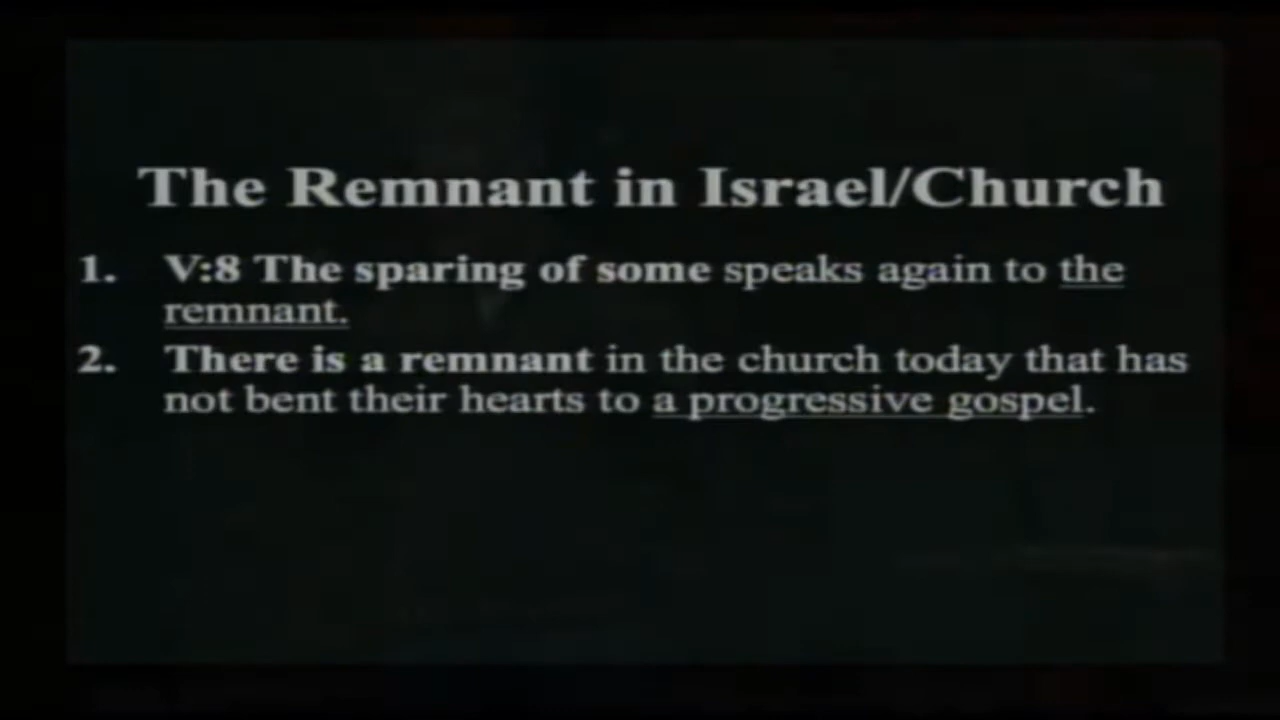 The Remnant in Israel/Church
1. V:8 The sparing of some speaks again to the
remnant.
2. There is a remnant in the church today that has
not bent their hearts to a progressive gospel.